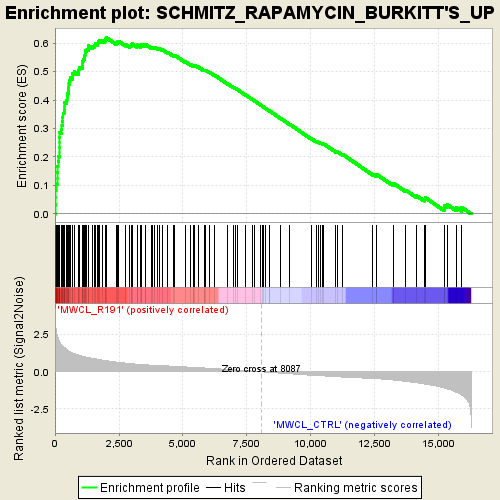 Enrichment plot: SCHMITZ_RAPAMYCIN_BURKITT'S_UP
Enrichment score (ES)
0.6
0.5
0.4
0.3
0.2
0.1
0.0
'MWCL_R191' (positively correlated)
Ranked list metric (Signal2Noise)
2.5
0.0
-2.5
Zero cross at 8087
'MWCL_CTRL' (negatively correlated)
0 2,500 5,000 7,500 10,000 12,500 15,000
Rank in Ordered Dataset
Enrichment profile Hits Ranking metric scores